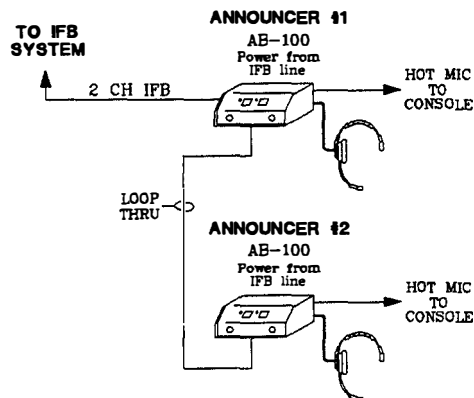 ANNOUNCER #1
TO IFB
SYSTEM
AB-100
Power from
IFB line
2 CH IFB
HOT MIC
TO
CONSOLE
LOOP
THRU
ANNOUNCER #2
AB-100
Power from
IFB line
HOT MIC
TO
CONSOLE